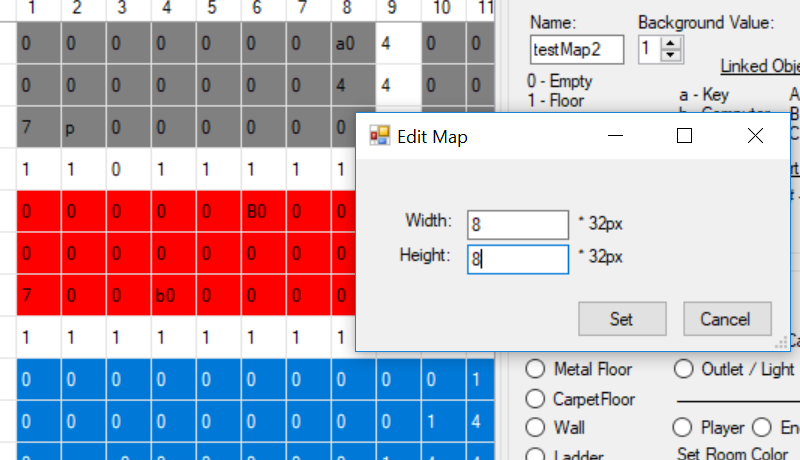 1 2 3 4 5 6 7 8 9 10 11
Name: Background Value:
0 0 0 0 0 0 0 a0 4 0 0
testMap2 1
Linked Obje
0 0 0 0 0 0 0 4 4 0 0
0 - Empty
a - Key A
1 - Floor
B
7 p 0 0 0 0 0 0
C
Edit Map
1 1 0 1 1 1 1 1
0 0 0 0 0 B0 0 0
Width: 8 * 32px
0 0 0 0 0 0 0 0
Height: 8 * 32px
7 0 0 b0 0 0 0 0
Set Cancel
1 1 1 1 1 1 1 1
0 0 0 0 0 0 0 0 0 0 1
Metal Floor Outlet / Light
CarpetFloor
0 0 0 0 0 0 0 0 0 1 4
Wall Player En
Ladder Set Room Color